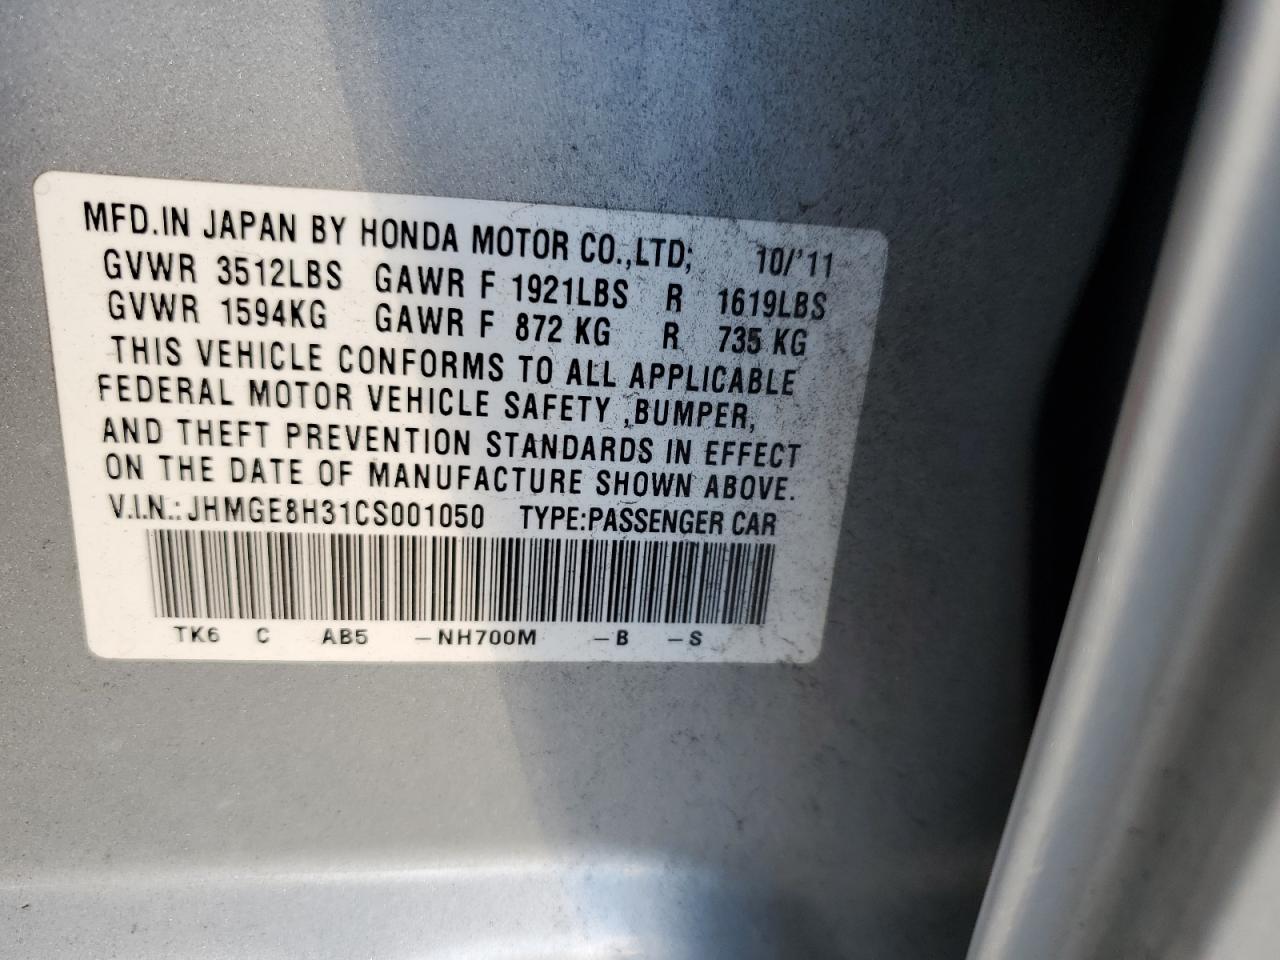 MFD.IN JAPAN BY HONDA MOTOR CO.,LTD; 10/'11
GVWR 3512LBS GAWR F 1921LBS R 1619LBS
GVWR 1594KG GAWR F 872 KG R 735 KG
THIS VEHICLE CONFORMS TO ALL APPLICABLE
FEDERAL MOTOR VEHICLE SAFETY ,BUMPER,
AND THEFT PREVENTION STANDARDS IN EFFECT
ON THE DATE OF MANUFACTURE SHOWN ABOVE.
V.I.N.: JHMGE8H31CS001050 TYPE:PASSENGER CAR
TK6 C AB5 -NH700M -B -S